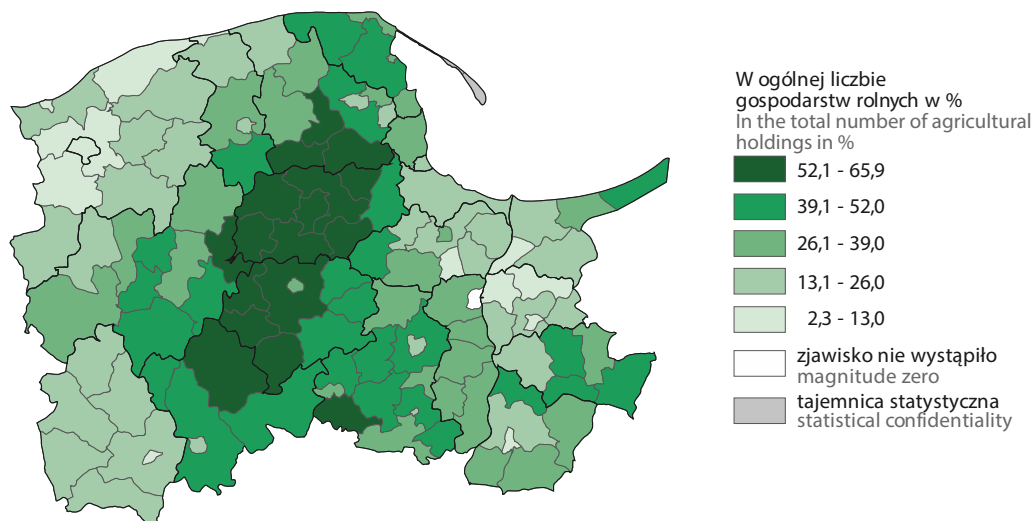 W ogólnej liczbie
gospodarstw rolnych w %
In the total number of agricultural
holdings in %
52,1 - 65,9
39,1 - 52,0
26,1 - 39,0
13,1 - 26,0
2,3 - 13,0
zjawisko nie wystąpiło
magnitude zero
tajemnica statystyczna
statistical confidentiality